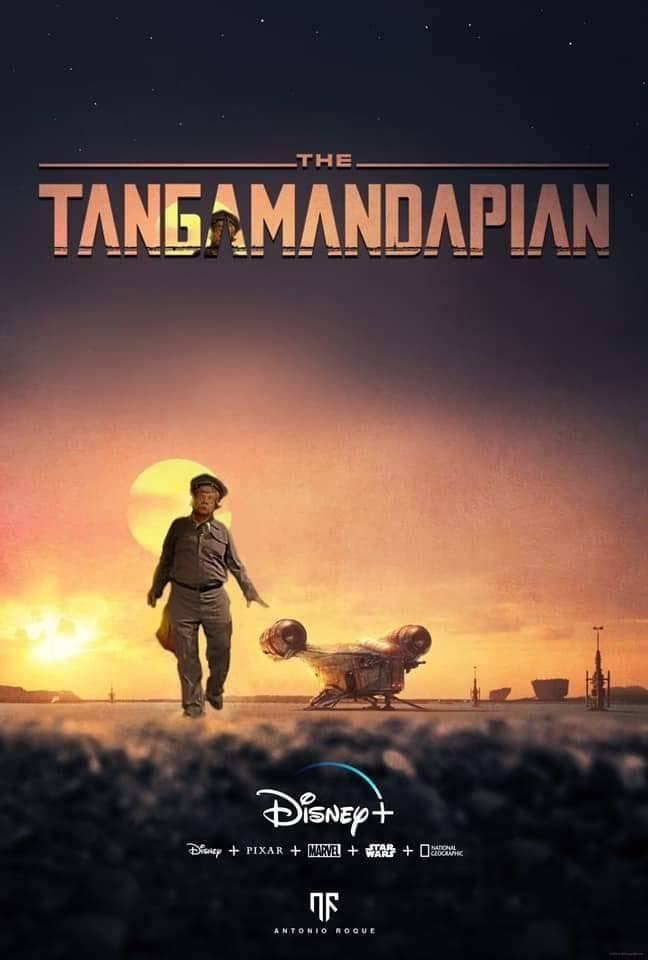 THE
TANGAMANDAPIAN
Disney+
Disney + PIXAR + MARVEL + STAR WARS + NATIONAL GEOGRAPHIC
ANTONIO ROQUE